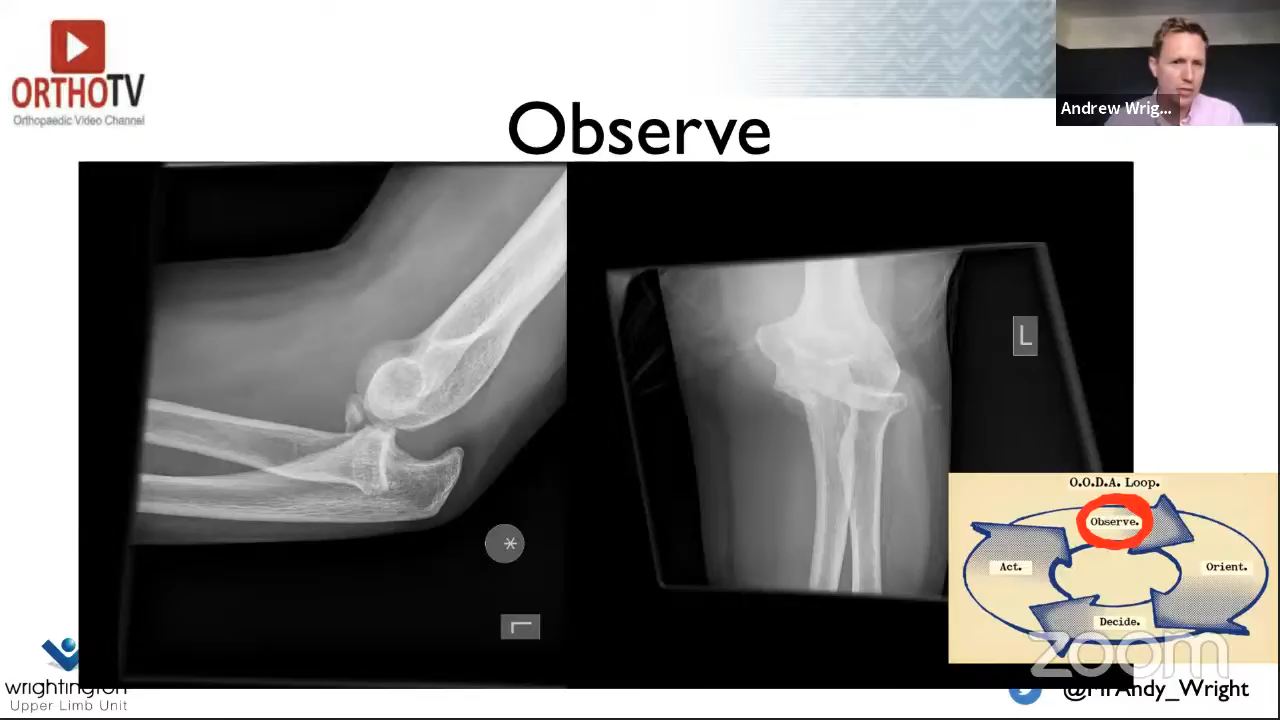 ORTHOTV
Orthopaedic Video Channel
Andrew Wrig...
Observe
L
L
O.O.D.A. Loop.
Observe.
Act.
Orient.
Decide.
zoom
wrightington
Upper Limb Unit
@MrAndy_Wright